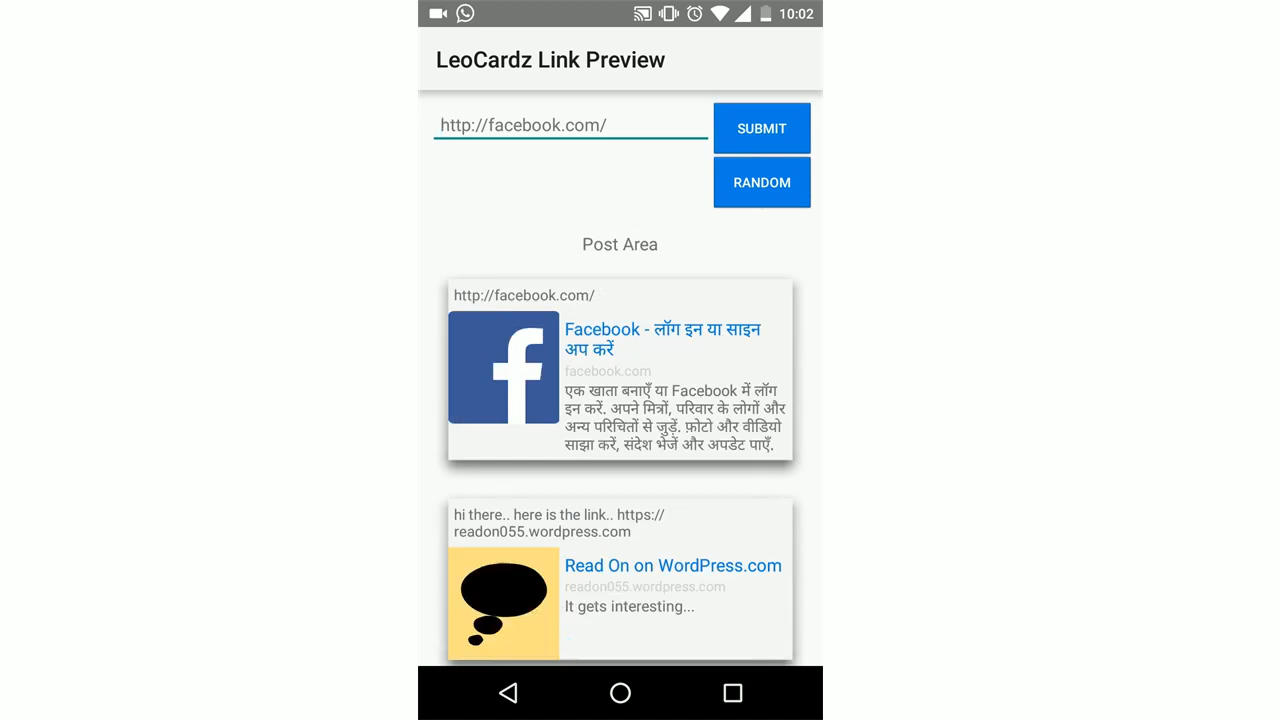 10:02
LeoCardz Link Preview
http://facebook.com/
SUBMIT
RANDOM
Post Area
http://facebook.com/
Facebook - लॉग इन या साइन
अप करें
facebook.com
एक खाता बनाएँ या Facebook में लॉग
इन करें. अपने मित्रों, परिवार के लोगों और
अन्य परिचितों से जुड़ें. फ़ोटो और वीडियो
साझा करें, संदेश भेजें और अपडेट पाएँ.
hi there.. here is the link.. https://
readon055.wordpress.com
Read On on WordPress.com
readon055.wordpress.com
It gets interesting...